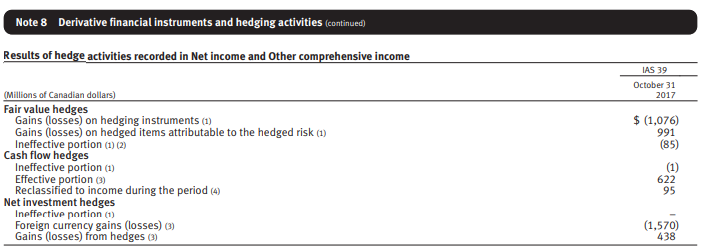 Note 8 Derivative financial instruments and hedging activities (continued)
Results of hedge activities recorded in Net income and Other comprehensive income
IAS 39
October 31
(Millions of Canadian dollars) 2017
Fair value hedges
Gains (losses) on hedging instruments (1) $ (1,076)
Gains (losses) on hedged items attributable to the hedged risk (1) 991
Ineffective portion (1) (2) (85)
Cash flow hedges
Ineffective portion (1) (1)
Effective portion (3) 622
Reclassified to income during the period (4) 95
Net investment hedges
Ineffective portion (1) –
Foreign currency gains (losses) (3) (1,570)
Gains (losses) from hedges (3) 438